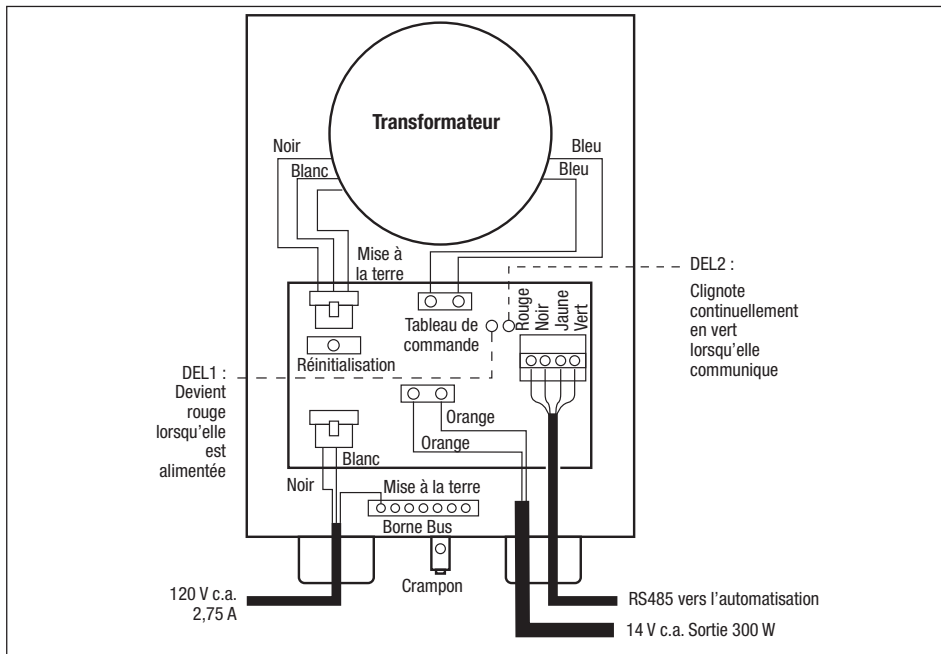 Transformateur
Noir
Blanc
Bleu
Bleu
Mise à
la terre
DEL2 :
Clignote
continuellement
en vert
lorsqu'elle
communique
Rouge
Noir
Jaune
Vert
Tableau de
commande
Réinitialisation
DEL1 :
Devient
rouge
lorsqu'elle
est
alimentée
Orange
Orange
Blanc
Noir
Mise à la terre
Borne Bus
Crampon
120 V c.a.
2,75 A
RS485 vers l'automatisation
14 V c.a. Sortie 300 W